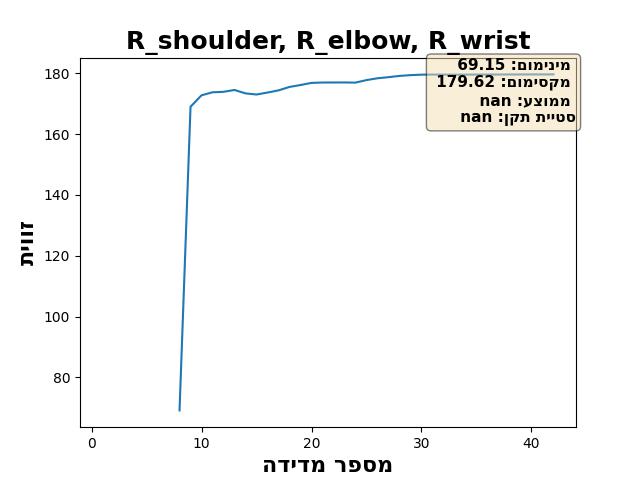 R_shoulder, R_elbow, R_wrist
מינימום: 69.15
מקסימום: 179.62
ממוצע: nan
סטיית תקן: nan
זווית
180
160
140
120
100
80
0 10 20 30 40
מספר מדידה